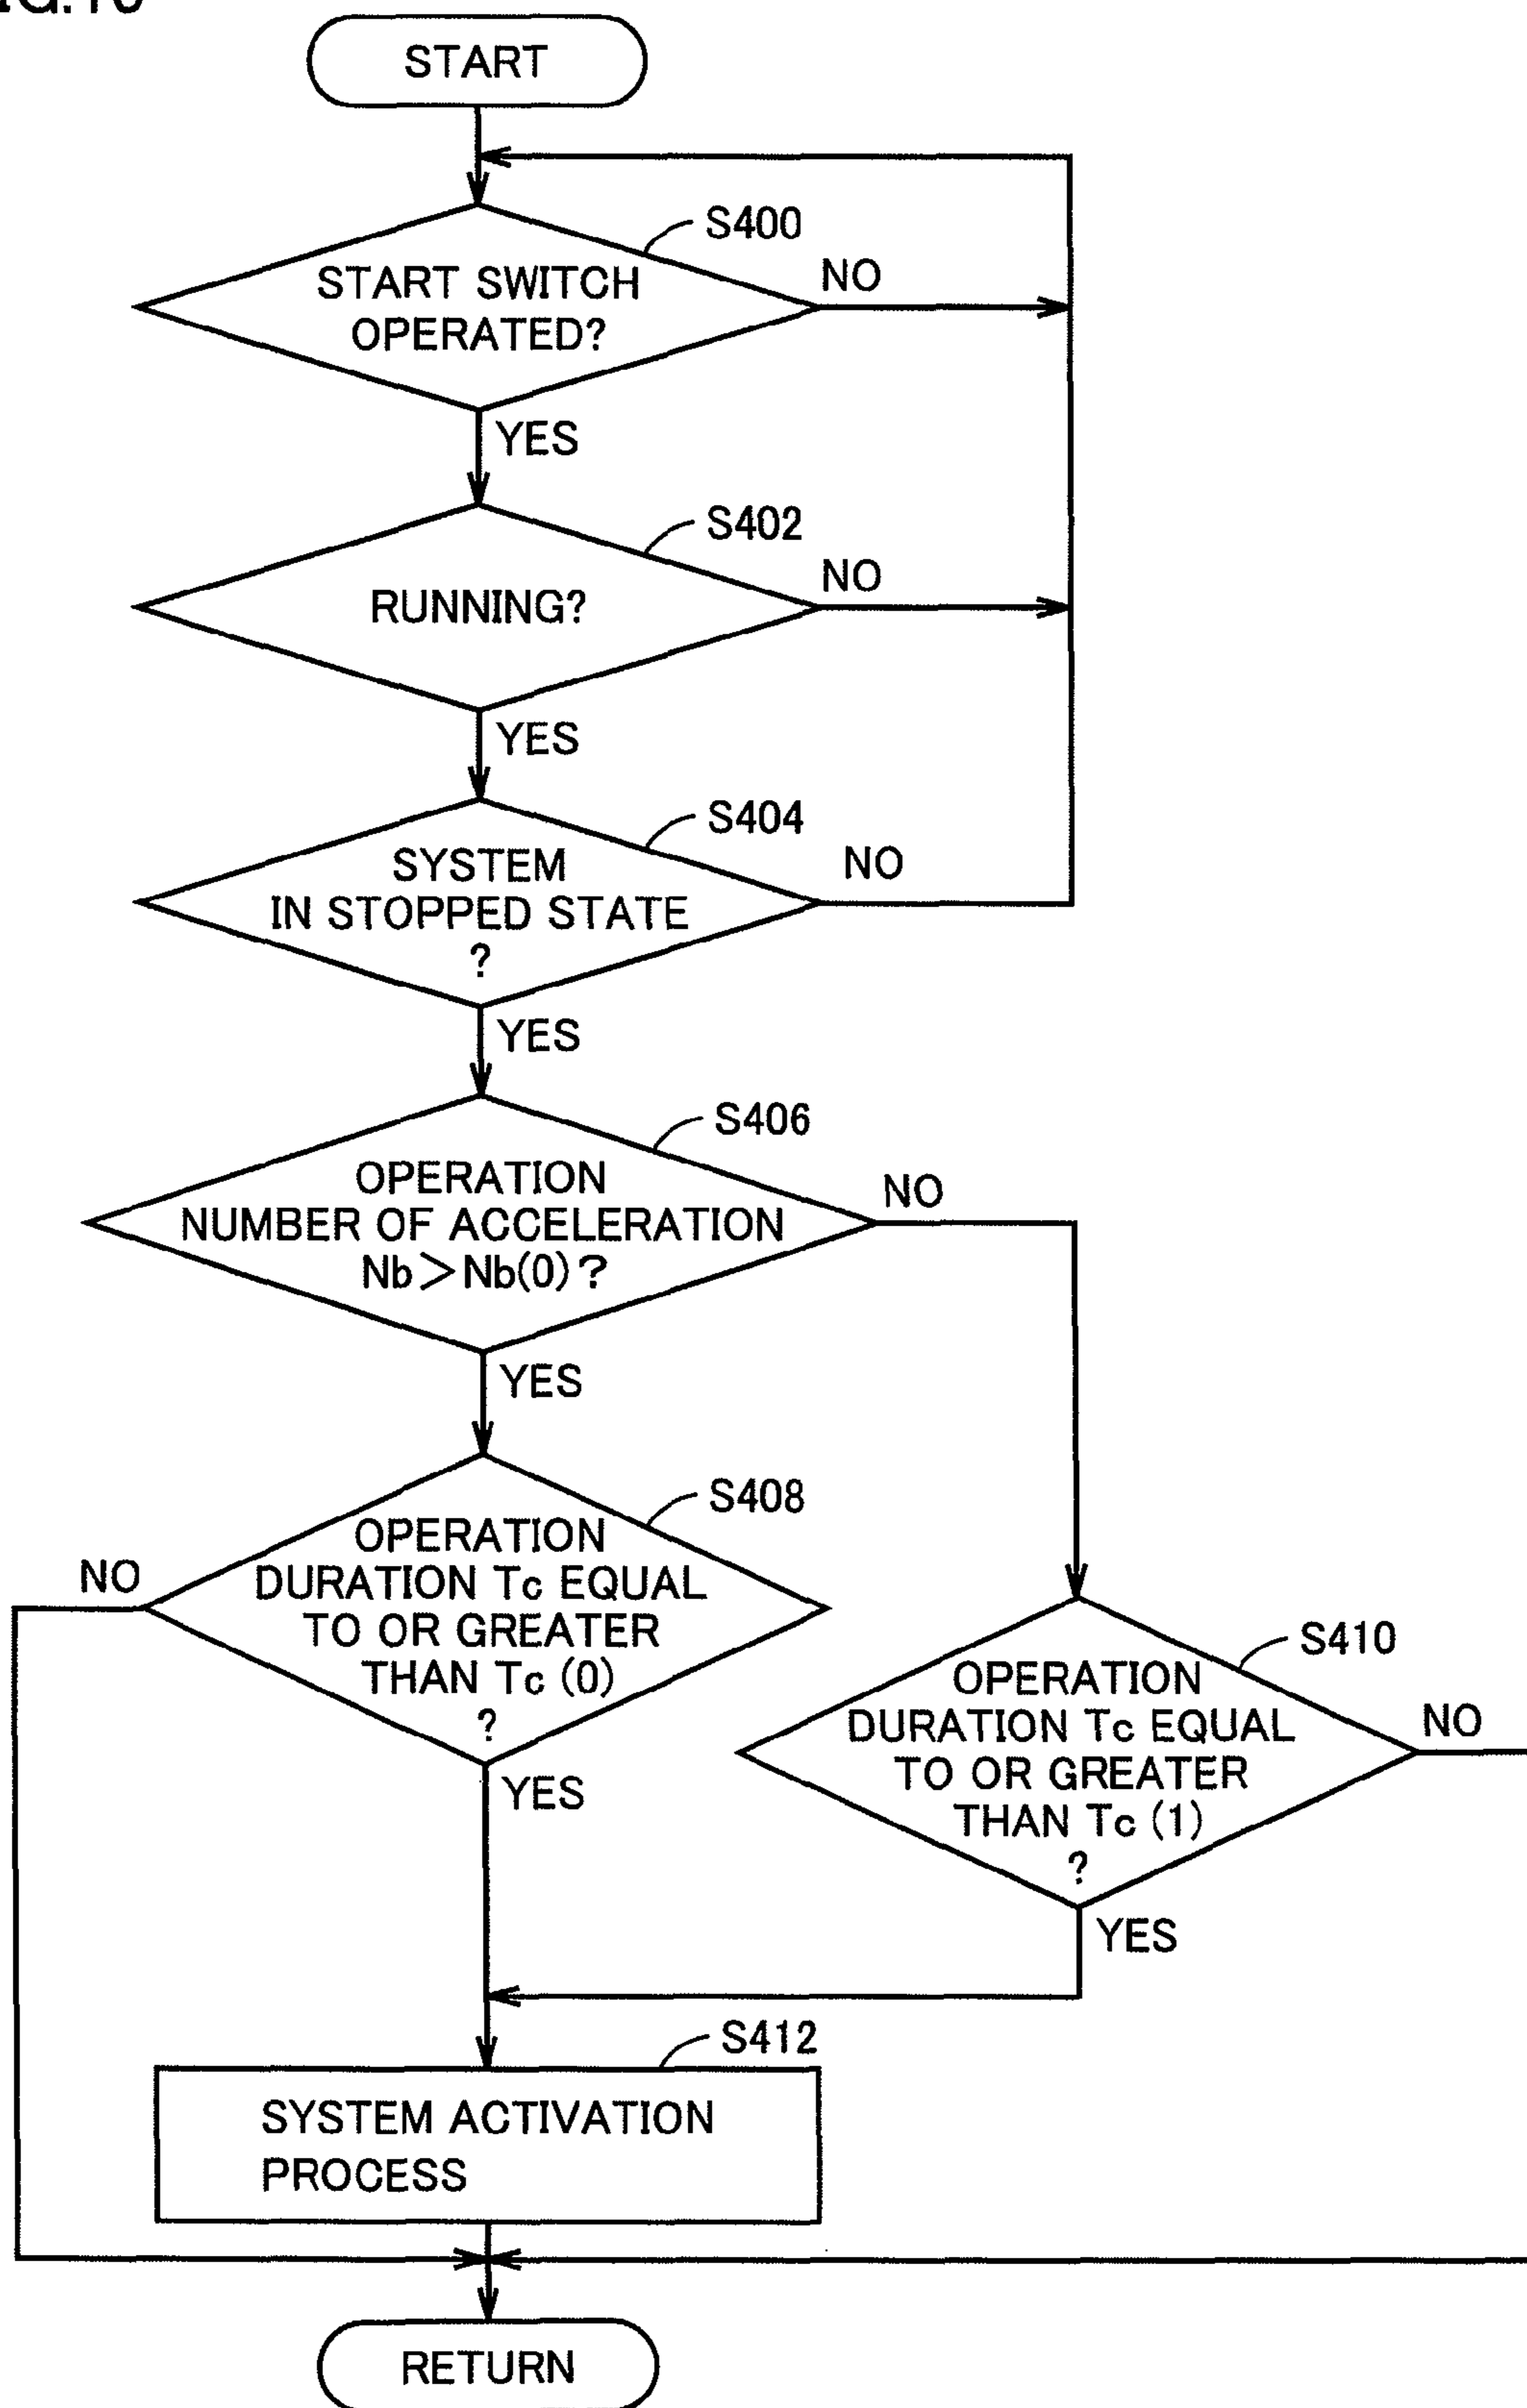 START
S400
START SWITCH
OPERATED?
NO
YES
S402
RUNNING?
NO
YES
S404
SYSTEM
IN STOPPED STATE
?
NO
YES
S406
OPERATION
NUMBER OF ACCELERATION
Nb>Nb(0)?
NO
YES
S408
OPERATION
DURATION Tc EQUAL
TO OR GREATER
THAN Tc (0)
?
NO
YES
S410
OPERATION
DURATION Tc EQUAL
TO OR GREATER
THAN Tc (1)
?
NO
YES
S412
SYSTEM ACTIVATION
PROCESS
RETURN